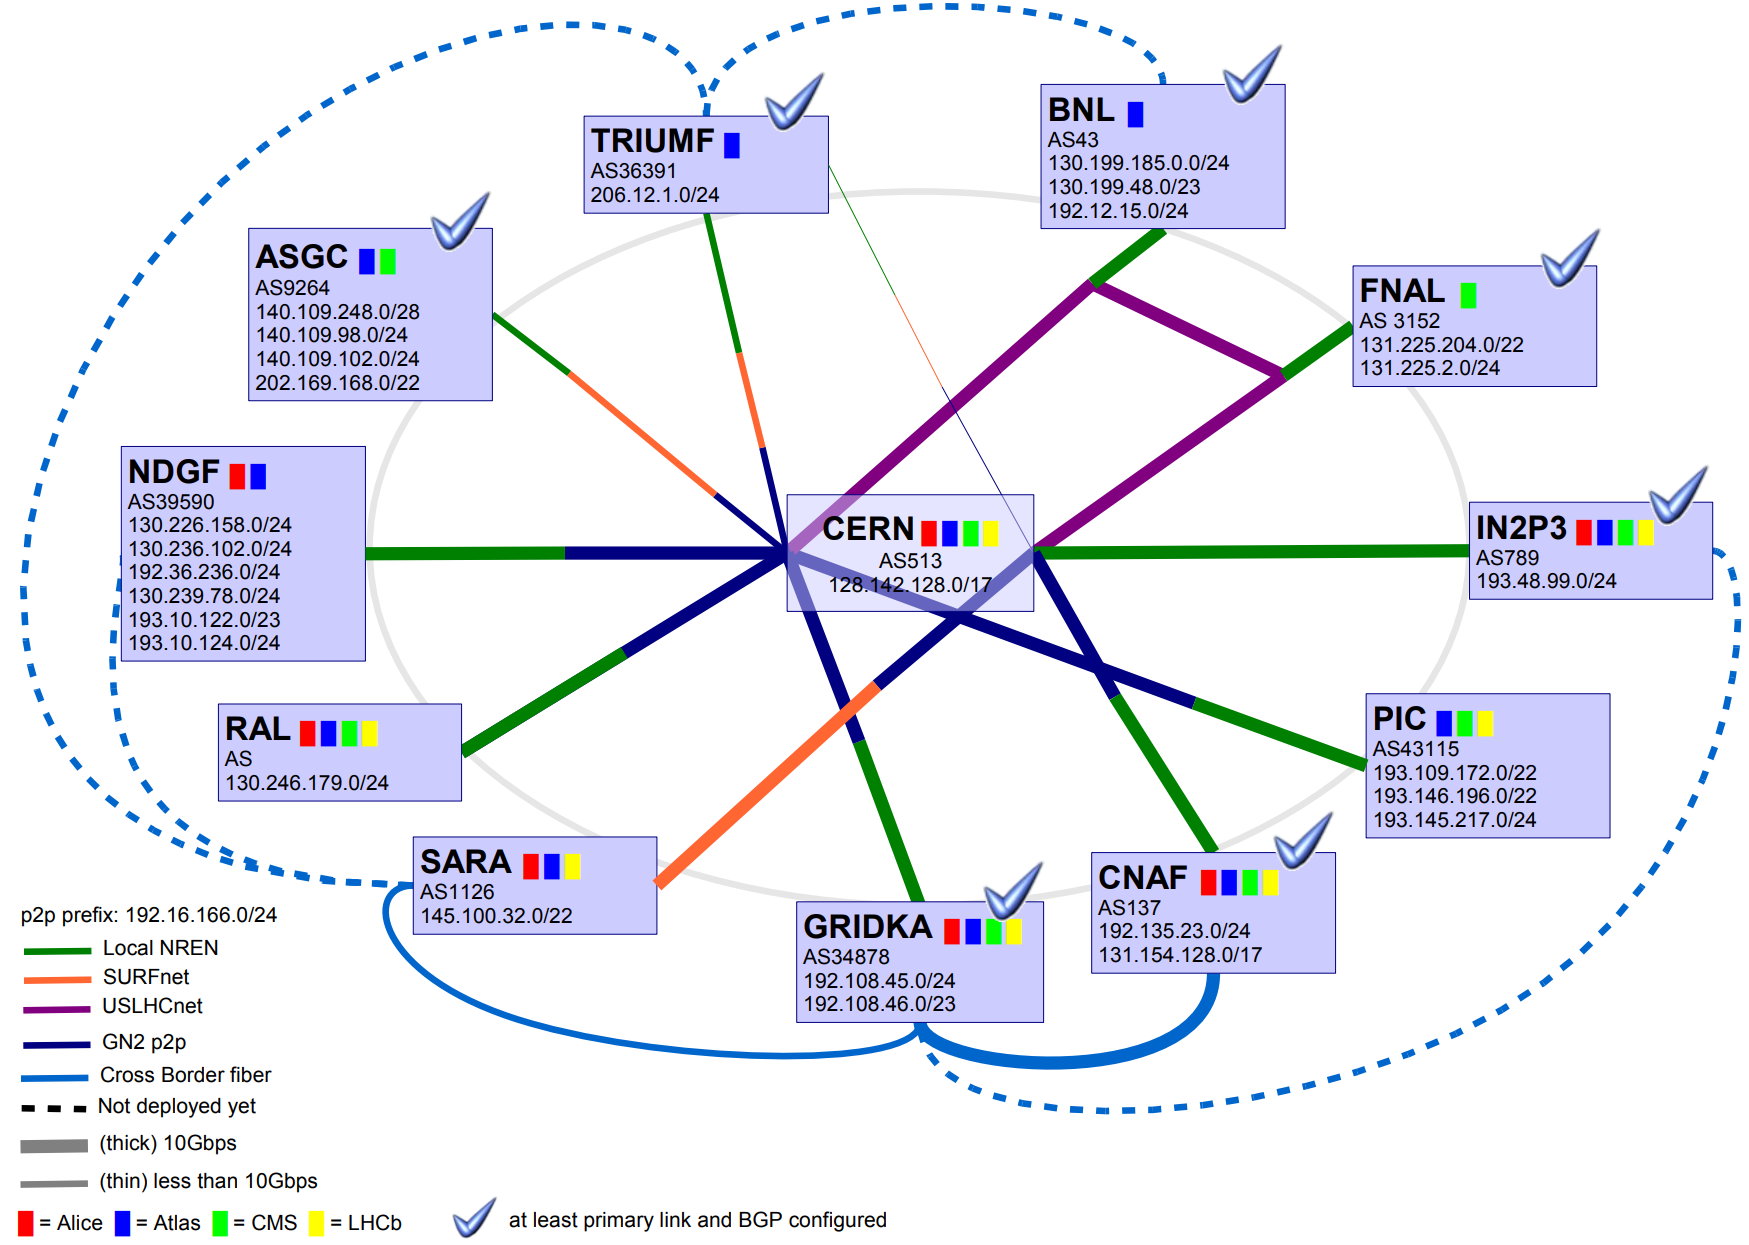 BNL
AS43
130.199.185.0.0/24
130.199.48.0/23
192.12.15.0/24
TRIUMF
AS36391
206.12.1.0/24
ASGC
AS9264
140.109.248.0/28
140.109.98.0/24
140.109.102.0/24
202.169.168.0/22
FNAL
AS 3152
131.225.204.0/22
131.225.2.0/24
NDGF
AS39590
130.226.158.0/24
130.236.102.0/24
192.36.236.0/24
130.239.78.0/24
193.10.122.0/23
193.10.124.0/24
CERN
AS513
128.142.128.0/17
IN2P3
AS789
193.48.99.0/24
RAL
AS
130.246.179.0/24
PIC
AS43115
193.109.172.0/22
193.146.196.0/22
193.145.217.0/24
SARA
AS1126
145.100.32.0/22
GRIDKA
AS34878
192.108.45.0/24
192.108.46.0/23
CNAF
AS137
192.135.23.0/24
131.154.128.0/17
p2p prefix: 192.16.166.0/24
Local NREN
SURFnet
USLHCnet
GN2 p2p
Cross Border fiber
Not deployed yet
(thick) 10Gbps
(thin) less than 10Gbps
= Alice = Atlas = CMS = LHCb
at least primary link and BGP configured